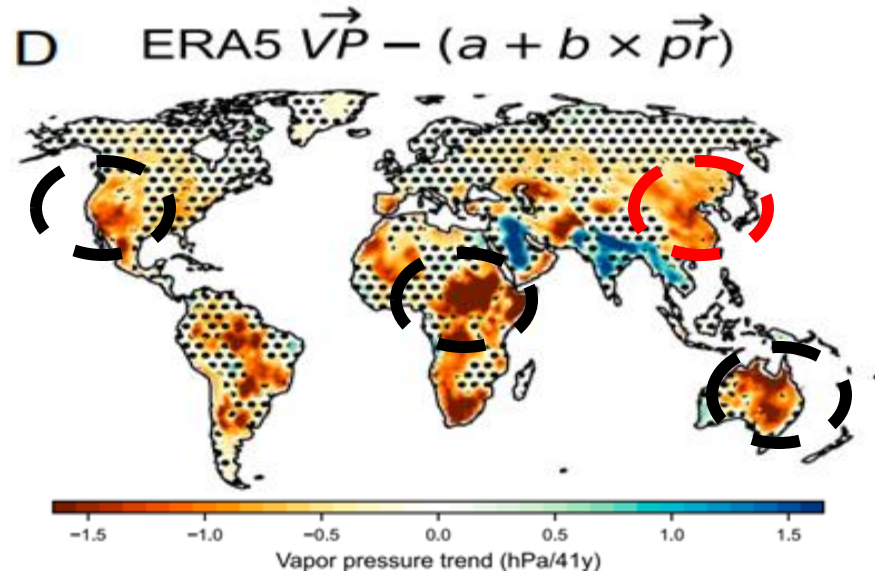 D ERA5 VP⃗ − (a + b × pr⃗)
−1.5 −1.0 −0.5 0.0 0.5 1.0 1.5
Vapor pressure trend (hPa/41y)